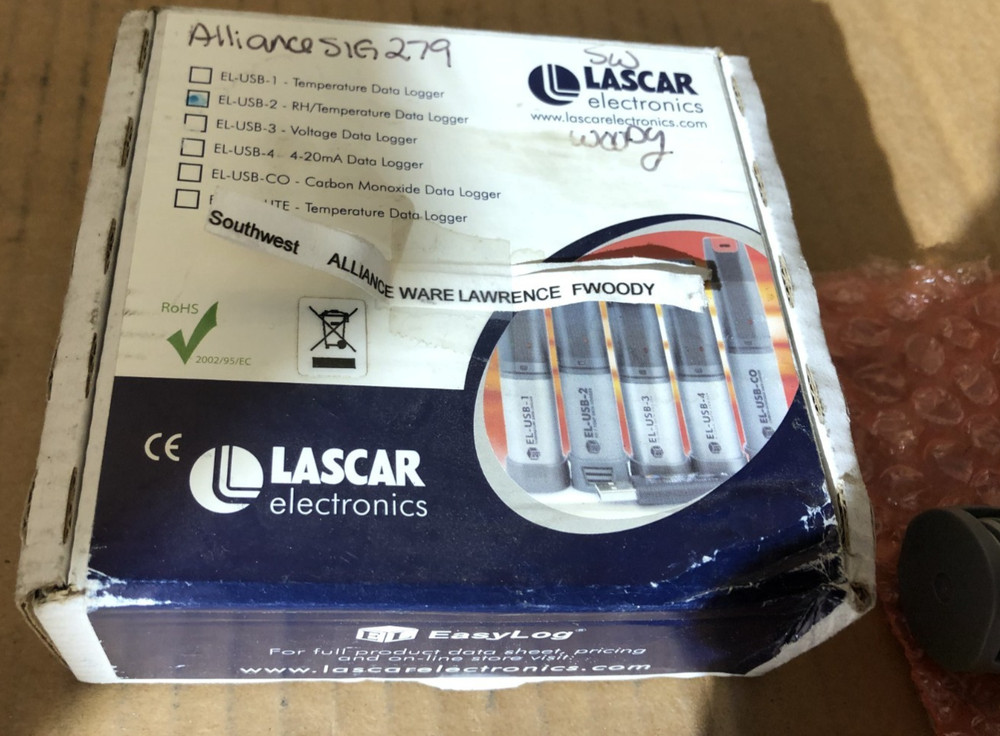 AllianceSIG279
EL-USB-1 - Temperature Data Logger
EL-USB-2 - RH/Temperature Data Logger
EL-USB-3 - Voltage Data Logger
EL-USB-4 4-20mA Data Logger
EL-USB-CO - Carbon Monoxide Data Logger
ITE - Temperature Data Logger
SW
LASCAR
electronics
www.lascarelectronics.com
woody
Southwest ALLIANCE WARE LAWRENCE FWOODY
RoHS
2002/95/EC
EL-USB-1
EL-USB-2
EL-USB-3
EL-USB-4
EL-USB-CO
CE
LASCAR
electronics
EasyLog
For full product data sheet, pricing
and on-line store visit:
www.lascarelectronics.com